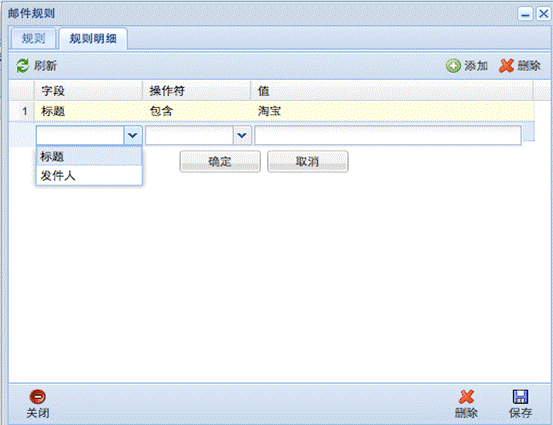 邮件规则
规则 规则明细
刷新 添加 删除
字段 操作符 值
1 标题 包含 淘宝
标题
发件人
确定 取消
关闭 删除 保存